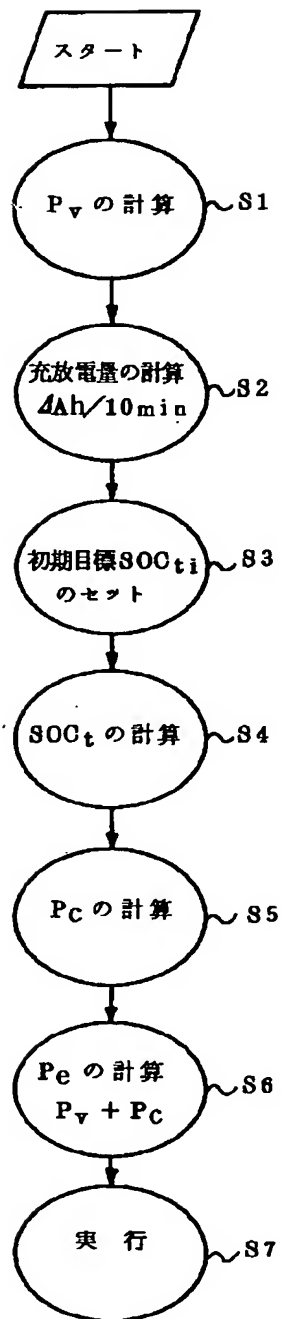 スタート
Pvの計算
S1
充放電量の計算
ΔAh/10min
S2
初期目標SOCti
のセット
S3
SOCtの計算
S4
PCの計算
S5
Peの計算
Pv + PC
S6
実行
S7